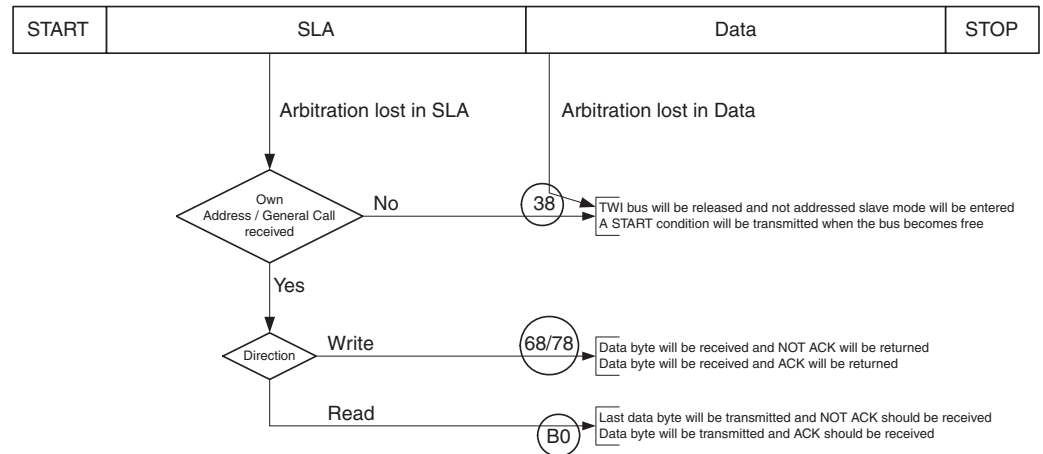 START SLA Data STOP
Arbitration lost in SLA Arbitration lost in Data
Own
Address / General Call
received
No
38
TWI bus will be released and not addressed slave mode will be entered
A START condition will be transmitted when the bus becomes free
Yes
Direction
Write
68/78
Data byte will be received and NOT ACK will be returned
Data byte will be received and ACK will be returned
Read
B0
Last data byte will be transmitted and NOT ACK should be received
Data byte will be transmitted and ACK should be received